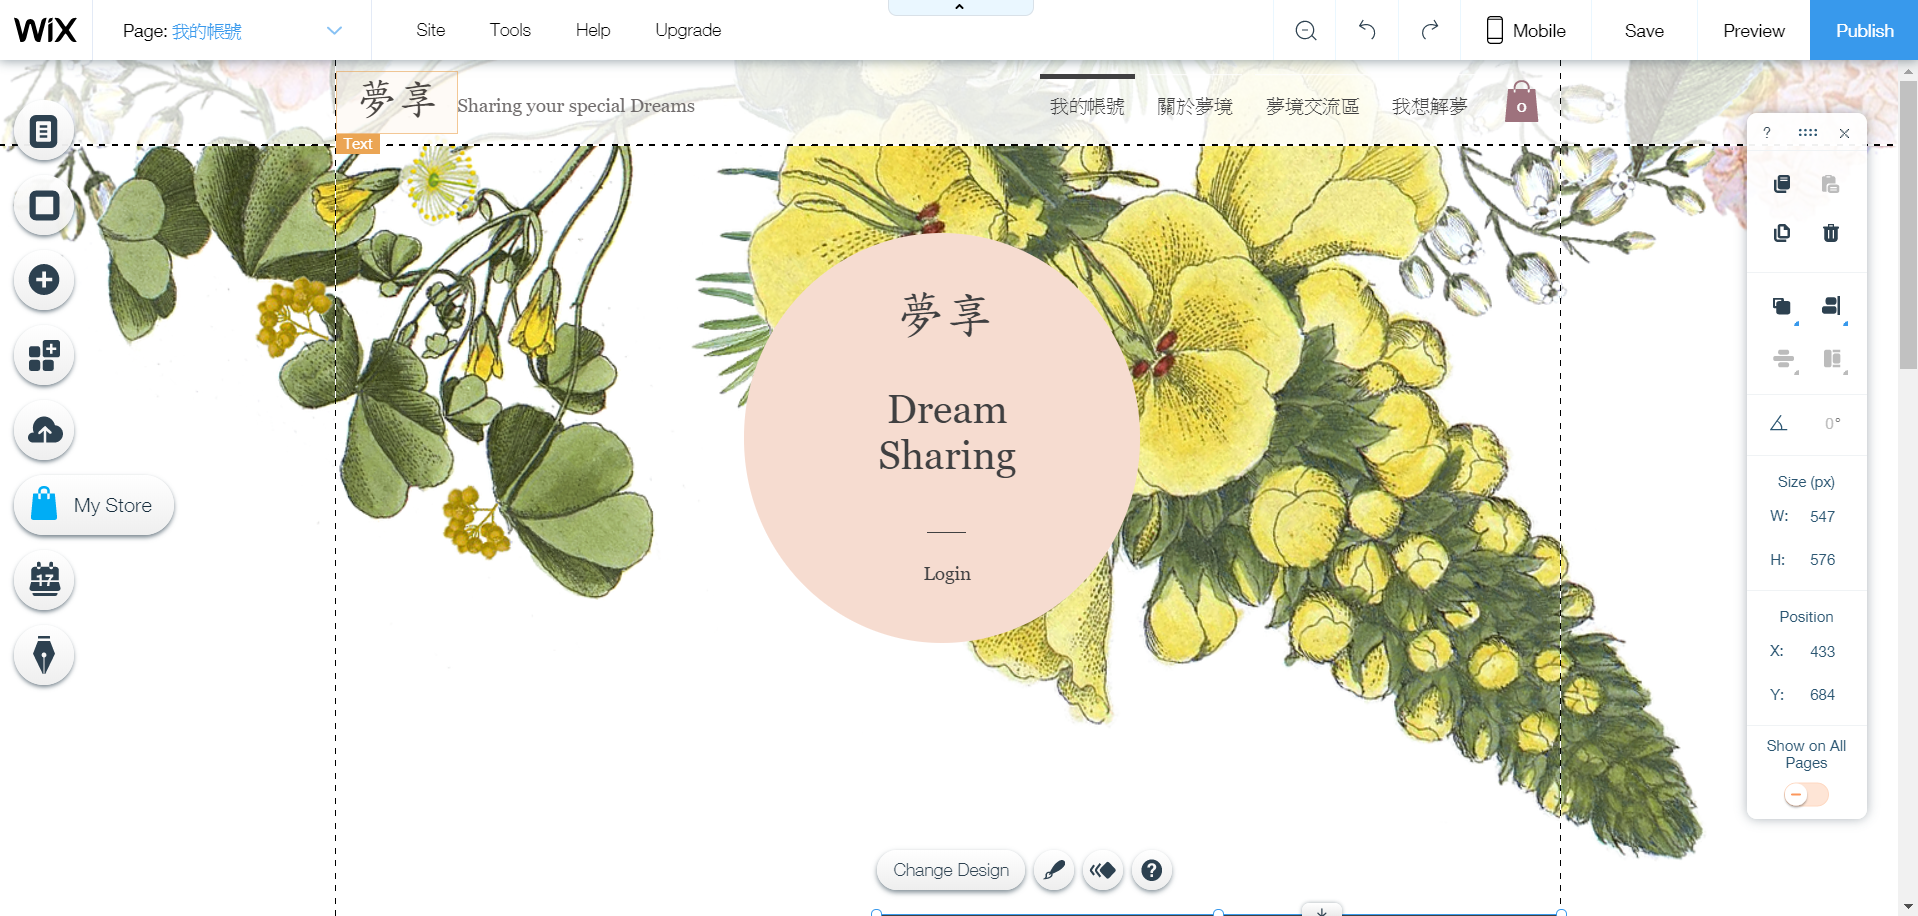 WiX
Page: 我的帳號
Site
Tools
Help
Upgrade
Mobile
Save
Preview
Publish
夢享
Sharing your special Dreams
我的帳號
關於夢境
夢境交流區
我想解夢
0
Text
夢享
Dream
Sharing
Login
My Store
17
?
0°
Size (px)
W: 547
H: 576
Position
X: 433
Y: 684
Show on All
Pages
Change Design
?